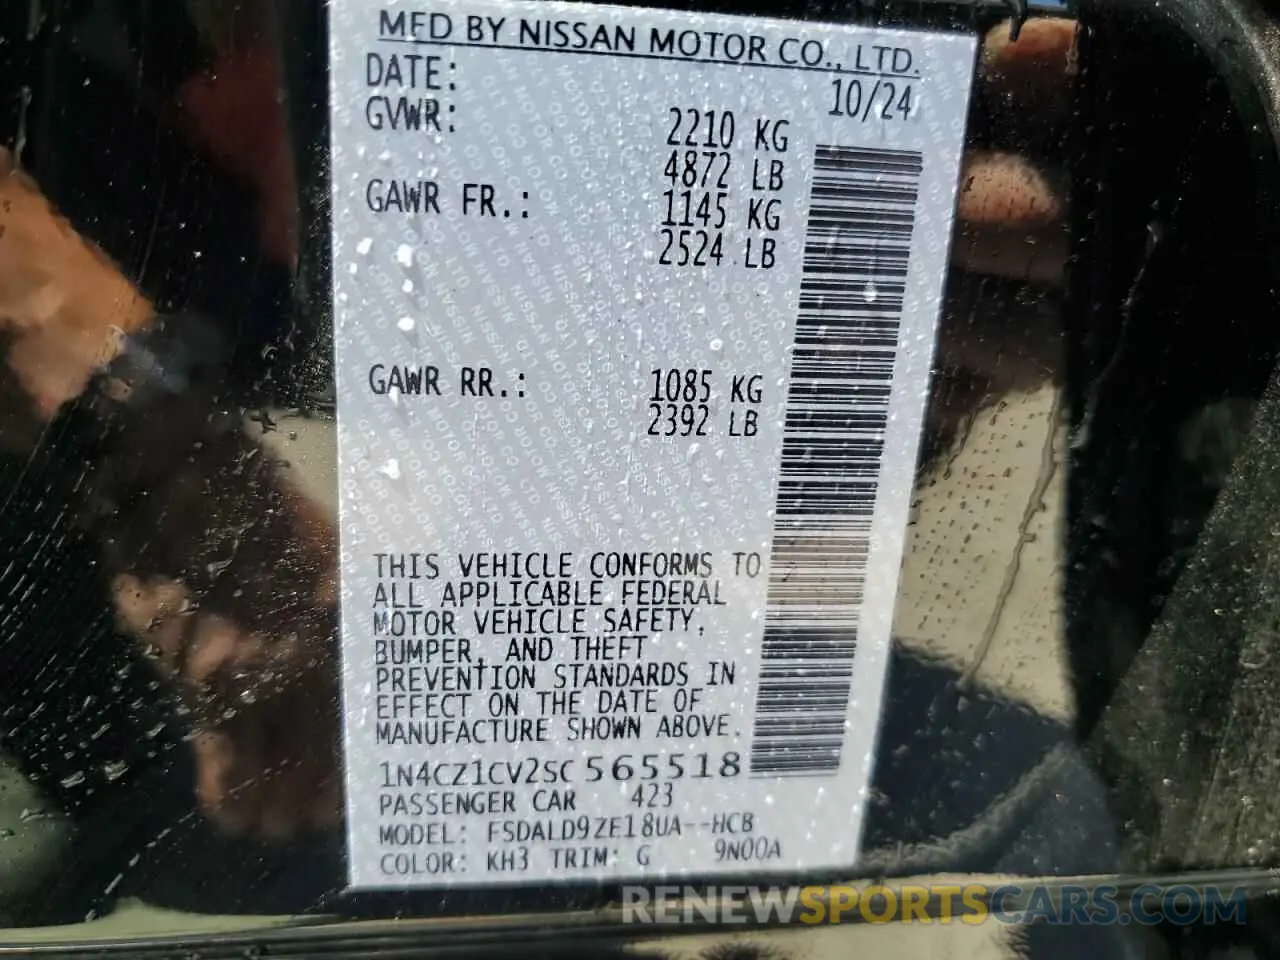 MFD BY NISSAN MOTOR CO., LTD.
DATE: 10/24
GVWR: 2210 KG
4872 LB
GAWR FR.: 1145 KG
2524 LB
GAWR RR.: 1085 KG
2392 LB
THIS VEHICLE CONFORMS TO
ALL APPLICABLE FEDERAL
MOTOR VEHICLE SAFETY,
BUMPER, AND THEFT
PREVENTION STANDARDS IN
EFFECT ON THE DATE OF
MANUFACTURE SHOWN ABOVE.
1N4CZ1CV2SC565518
PASSENGER CAR 423
MODEL: FSDALD9ZE18UA--HCB
COLOR: KH3 TRIM: G 9N00A
RENEWSPORTSCARS.COM